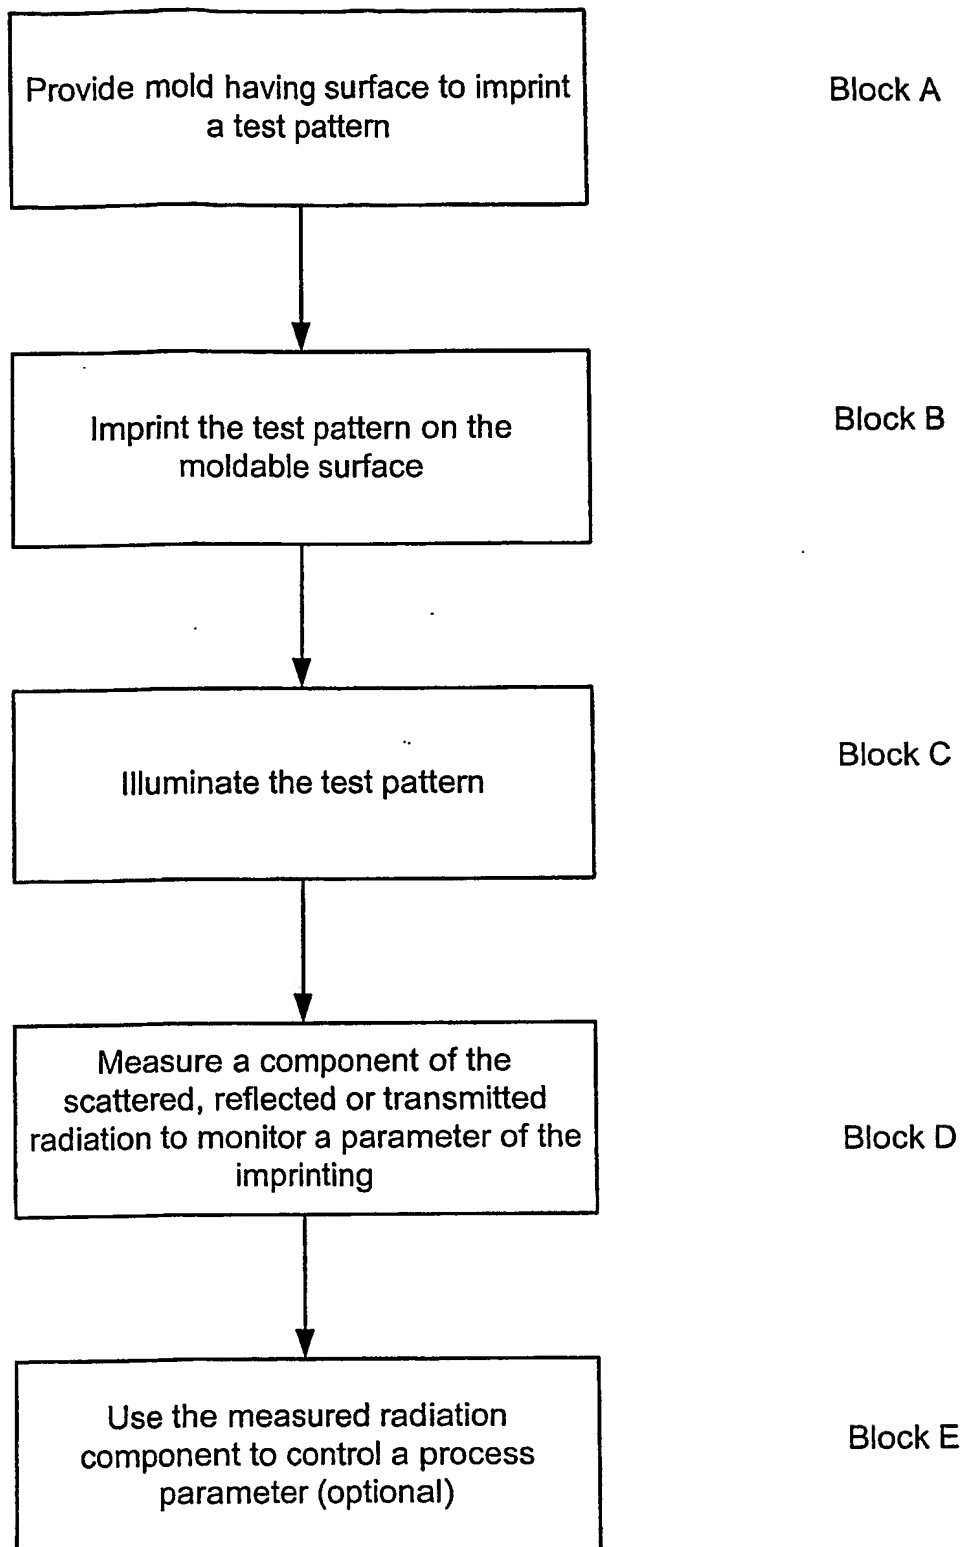 Provide mold having surface to imprint
a test pattern
Block A
Imprint the test pattern on the
moldable surface
Block B
Illuminate the test pattern
Block C
Measure a component of the
scattered, reflected or transmitted
radiation to monitor a parameter of the
imprinting
Block D
Use the measured radiation
component to control a process
parameter (optional)
Block E